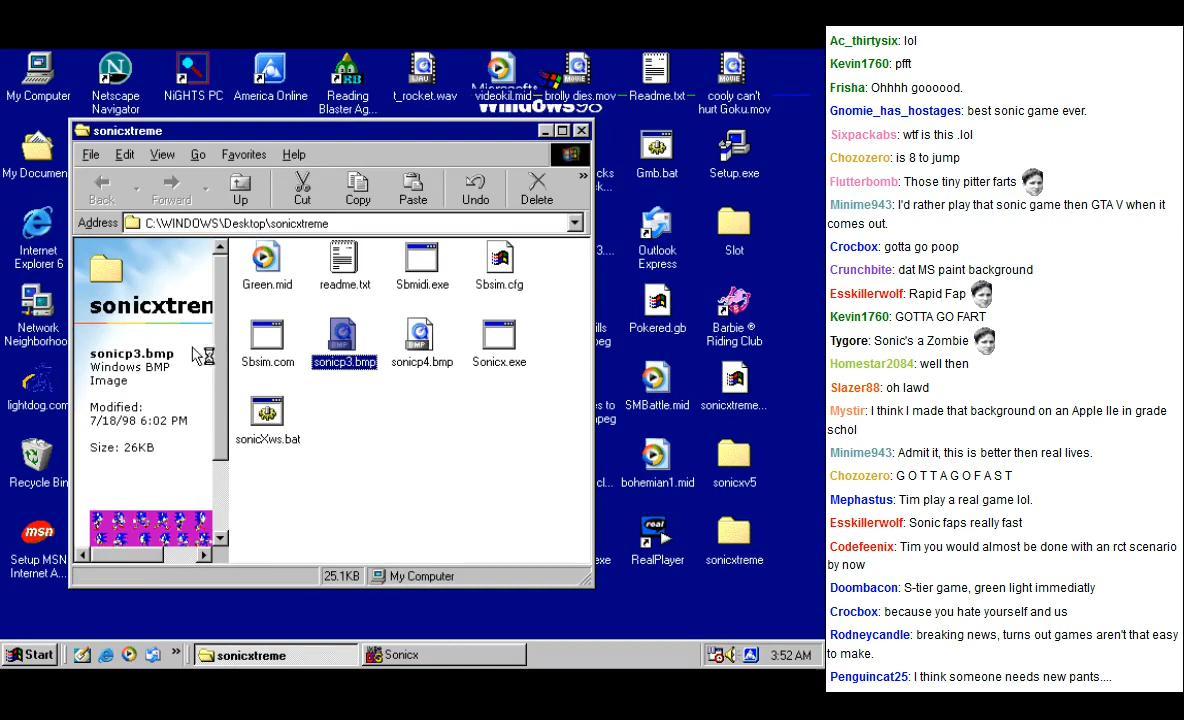 My Computer
Netscape
Navigator
NiGHTS PC
America Online
Reading
Blaster Ag...
t_rocket.wav
videokil.mid
brolly dies.mov
Readme.txt
cooly can't
hurt Goku.mov
Microsoft
Windows98
My Documen
Internet
Explorer 6
Network
Neighborhoo
lightdog.com
Recycle Bin
msn
Setup MSN
Internet A...
sonicxtreme
File Edit View Go Favorites Help
Back Forward Up Cut Copy Paste Undo Delete »
Address C:\WINDOWS\Desktop\sonicxtreme
sonicxtren
sonicp3.bmp
Windows BMP
Image
Modified:
7/18/98 6:02 PM
Size: 26KB
Green.mid
readme.txt
Sbmidi.exe
Sbsim.cfg
Sbsim.com
sonicp3.bmp
sonicp4.bmp
Sonicx.exe
sonicXws.bat
25.1KB My Computer
Gmb.bat
Setup.exe
Outlook
Express
Slot
Pokered.gb
Barbie ®
Riding Club
SMBattle.mid
sonicxtreme...
bohemian1.mid
sonicxv5
real
RealPlayer
sonicxtreme
Start » sonicxtreme Sonicx 3:52 AM
Ac_thirtysix: lol
Kevin1760: pfft
Frisha: Ohhhh gooooood.
Gnomie_has_hostages: best sonic game ever.
Sixpackabs: wtf is this .lol
Chozozero: is 8 to jump
Flutterbomb: Those tiny pitter farts
Minime943: I'd rather play that sonic game then GTA V when it
comes out.
Crocbox: gotta go poop
Crunchbite: dat MS paint background
Esskillerwolf: Rapid Fap
Kevin1760: GOTTA GO FART
Tygore: Sonic's a Zombie
Homestar2084: well then
Slazer88: oh lawd
Mystir: I think I made that background on an Apple IIe in grade
schol
Minime943: Admit it, this is better then real lives.
Chozozero: G O T T A G O F A S T
Mephastus: Tim play a real game lol.
Esskillerwolf: Sonic faps really fast
Codefeenix: Tim you would almost be done with an rct scenario
by now
Doombacon: S-tier game, green light immediatly
Crocbox: because you hate yourself and us
Rodneycandle: breaking news, turns out games aren't that easy
to make.
Penguincat25: I think someone needs new pants....